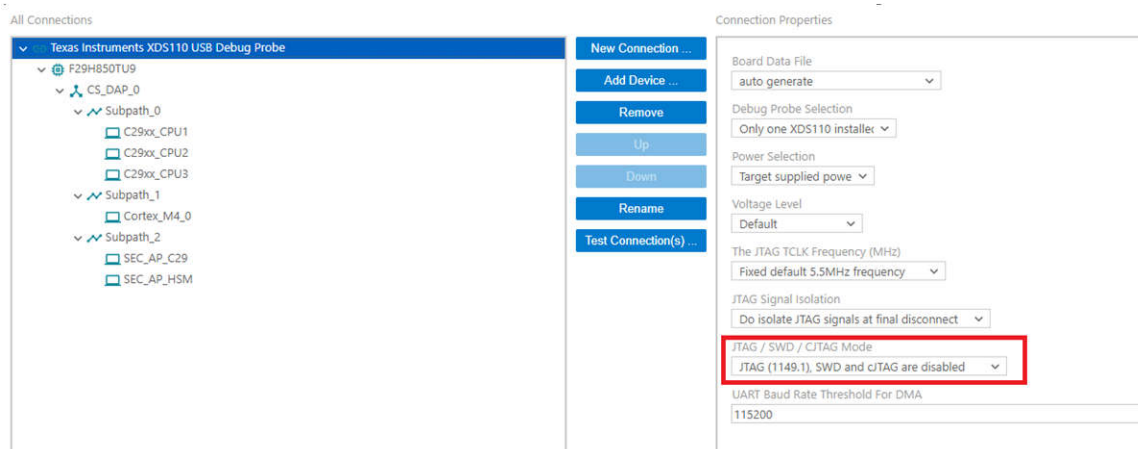 All Connections
Texas Instruments XDS110 USB Debug Probe
F29H850TU9
CS_DAP_0
Subpath_0
C29xx_CPU1
C29xx_CPU2
C29xx_CPU3
Subpath_1
Cortex_M4_0
Subpath_2
SEC_AP_C29
SEC_AP_HSM
New Connection ...
Add Device ...
Remove
Up
Down
Rename
Test Connection(s) ...
Connection Properties
Board Data File
auto generate
Debug Probe Selection
Only one XDS110 installec
Power Selection
Target supplied powe
Voltage Level
Default
The JTAG TCLK Frequency (MHz)
Fixed default 5.5MHz frequency
JTAG Signal Isolation
Do isolate JTAG signals at final disconnect
JTAG / SWD / CJTAG Mode
JTAG (1149.1), SWD and cJTAG are disabled
UART Baud Rate Threshold For DMA
115200